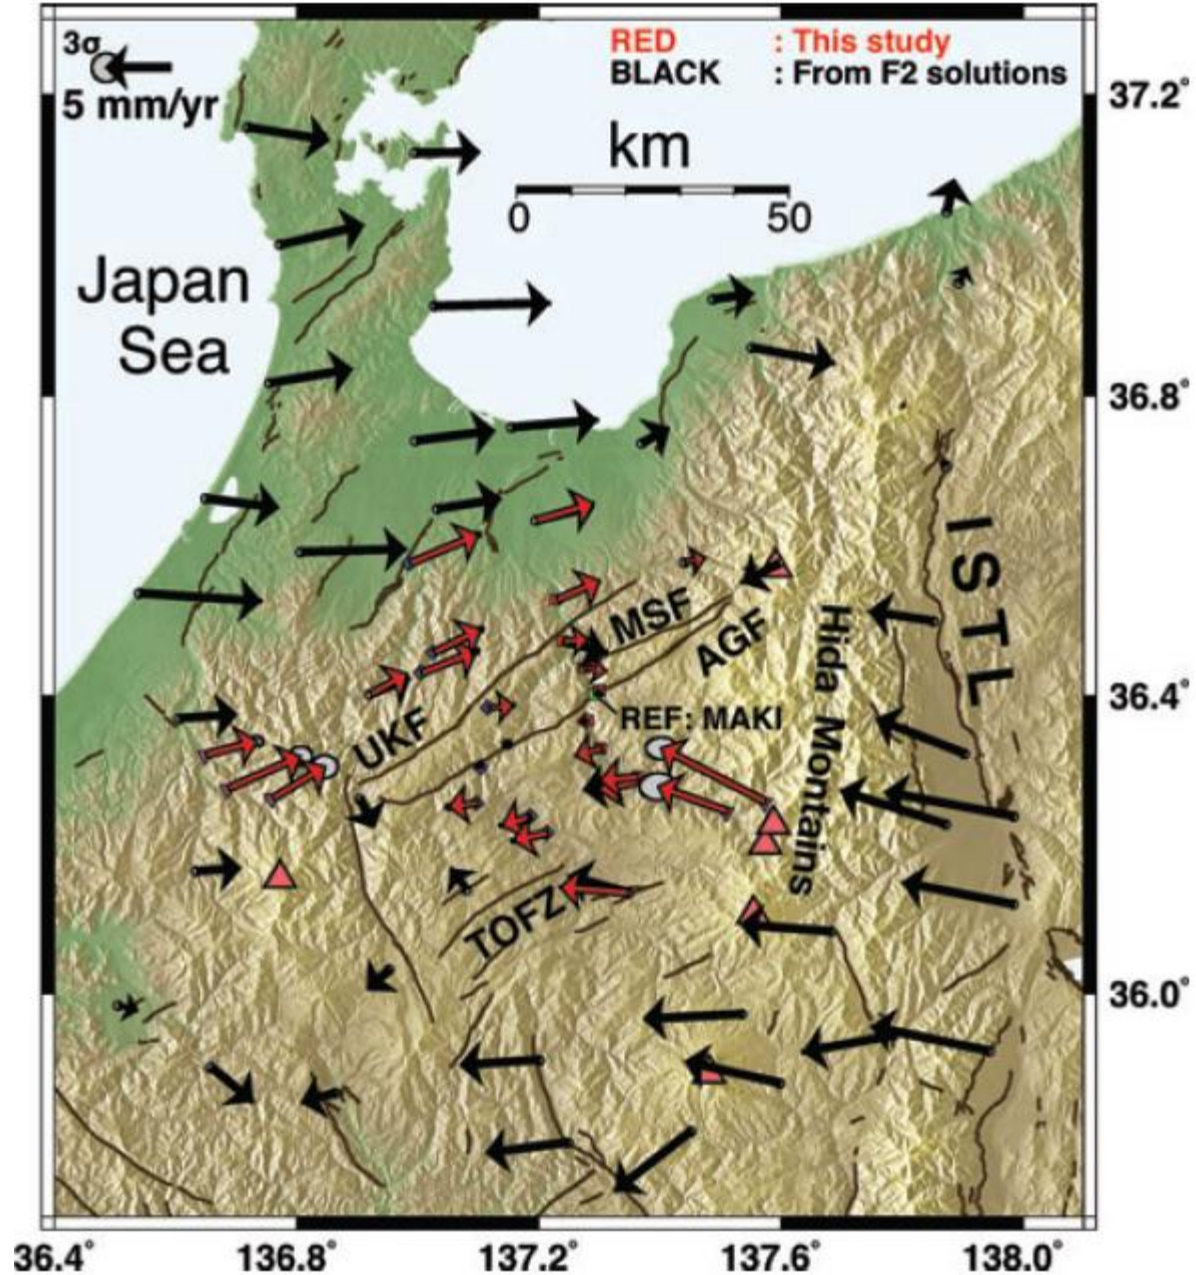 3σ
5 mm/yr
RED : This study
BLACK : From F2 solutions
km
0 50
Japan
Sea
37.2°
36.8°
36.4°
36.0°
ISTL
MSF
AGF
Hida Montains
REF: MAKI
UKF
TOFZ
36.4° 136.8° 137.2° 137.6° 138.0°